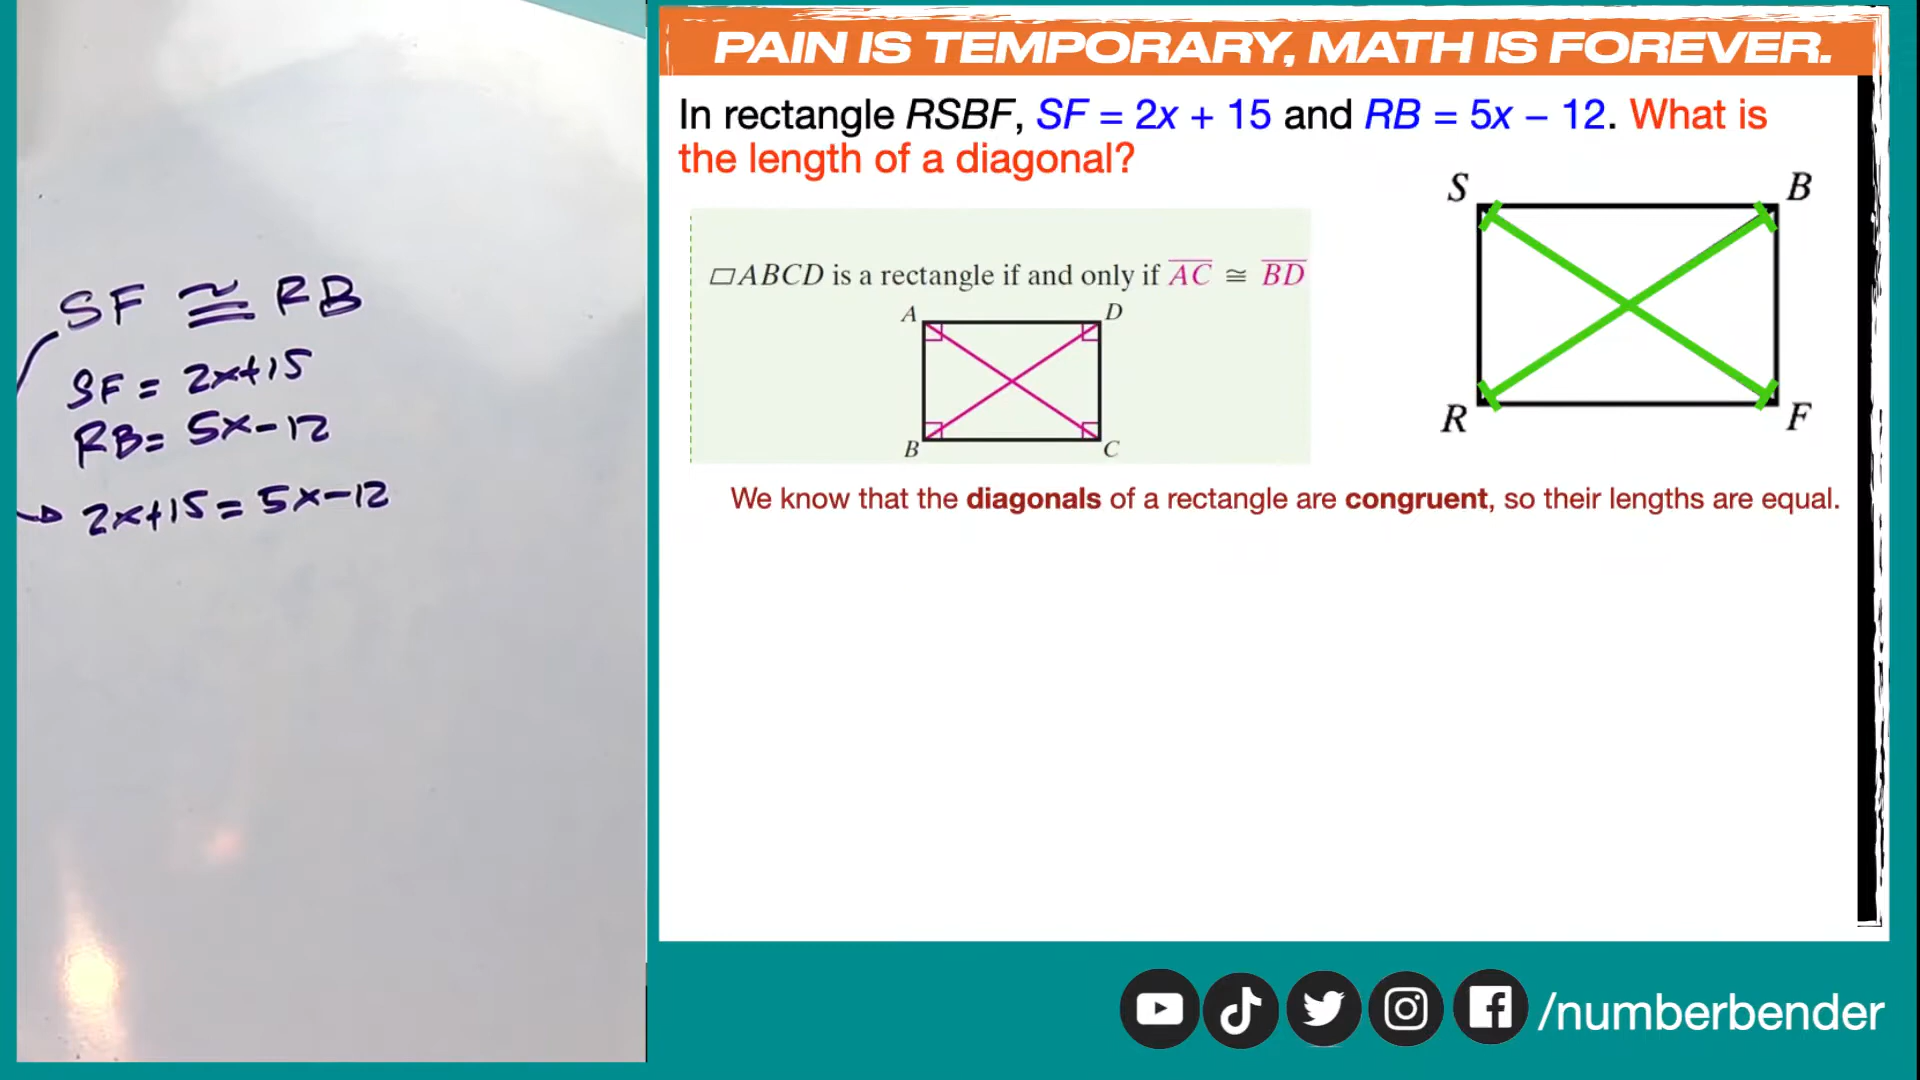 SF ≅ RB
SF = 2x+15
RB = 5x-12
2x+15 = 5x-12
PAIN IS TEMPORARY, MATH IS FOREVER.
In rectangle RSBF, SF = 2x + 15 and RB = 5x – 12. What is
the length of a diagonal?
▱ABCD is a rectangle if and only if AC ≅ BD
A D
B C
S B
R F
We know that the diagonals of a rectangle are congruent, so their lengths are equal.
/numberbender